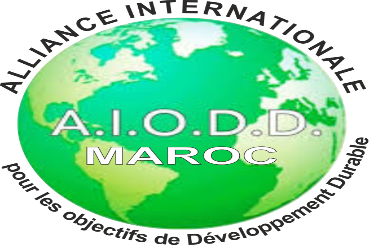 ALLIANCE INTERNATIONALE
A.I.O.D.D.
MAROC
pour les objectifs de Développement Durable